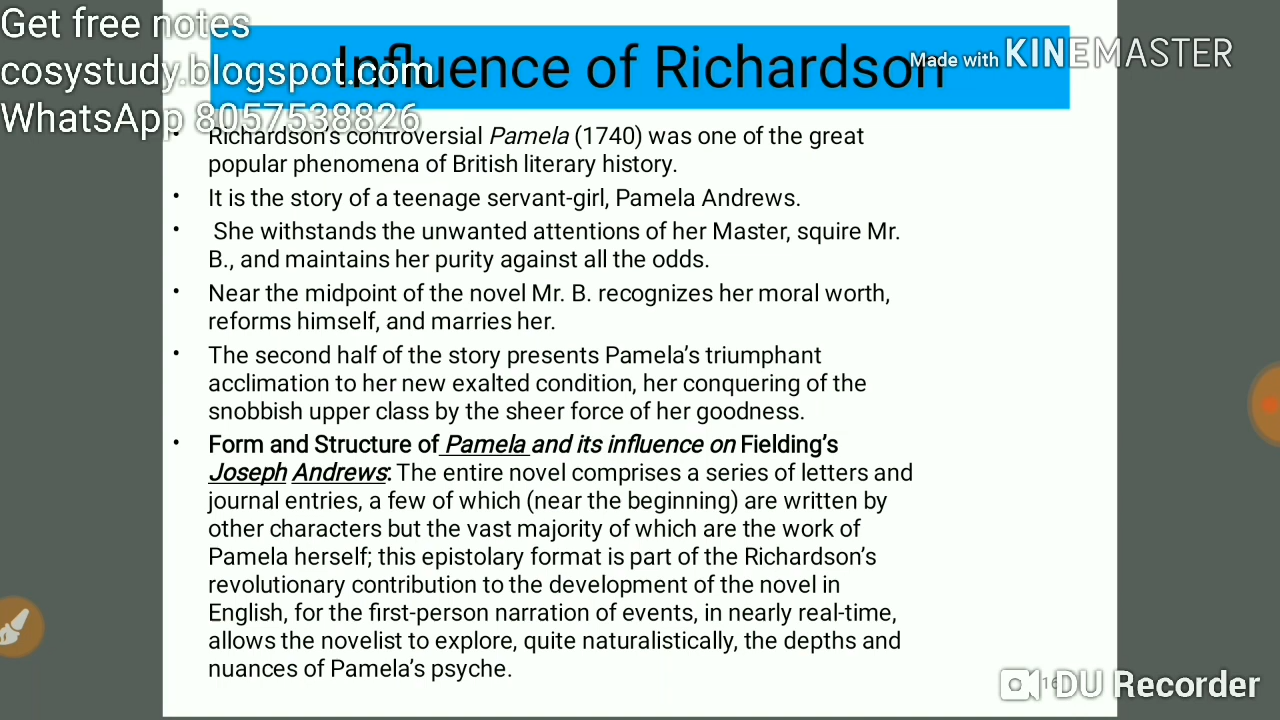 Get free notes
cosystudy.blogspot.com
WhatsApp 8057538826
Influence of Richardson
Made with KINEMASTER
• Richardson's controversial Pamela (1740) was one of the great
popular phenomena of British literary history.
• It is the story of a teenage servant-girl, Pamela Andrews.
• She withstands the unwanted attentions of her Master, squire Mr.
B., and maintains her purity against all the odds.
• Near the midpoint of the novel Mr. B. recognizes her moral worth,
reforms himself, and marries her.
• The second half of the story presents Pamela's triumphant
acclimation to her new exalted condition, her conquering of the
snobbish upper class by the sheer force of her goodness.
• Form and Structure of Pamela and its influence on Fielding's
Joseph Andrews: The entire novel comprises a series of letters and
journal entries, a few of which (near the beginning) are written by
other characters but the vast majority of which are the work of
Pamela herself; this epistolary format is part of the Richardson's
revolutionary contribution to the development of the novel in
English, for the first-person narration of events, in nearly real-time,
allows the novelist to explore, quite naturalistically, the depths and
nuances of Pamela's psyche.
16
DU Recorder